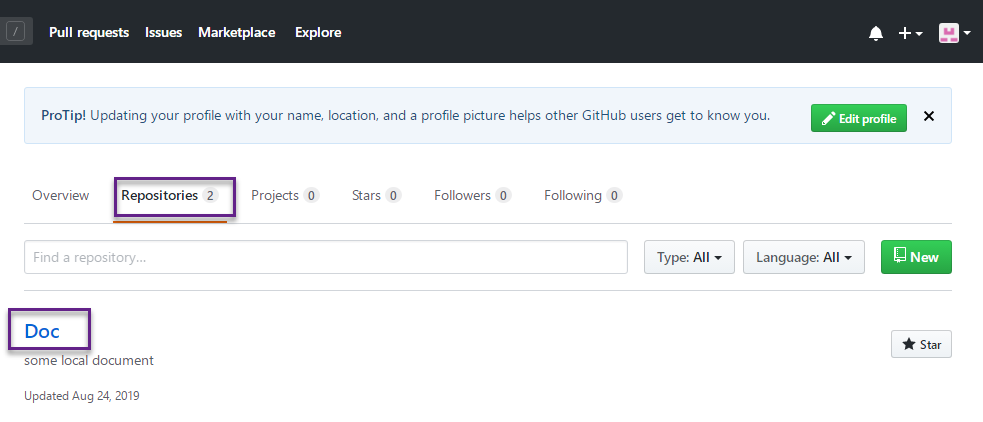 / Pull requests Issues Marketplace Explore
ProTip! Updating your profile with your name, location, and a profile picture helps other GitHub users get to know you. Edit profile
Overview Repositories 2 Projects 0 Stars 0 Followers 0 Following 0
Find a repository... Type: All Language: All New
Doc
Star
some local document
Updated Aug 24, 2019